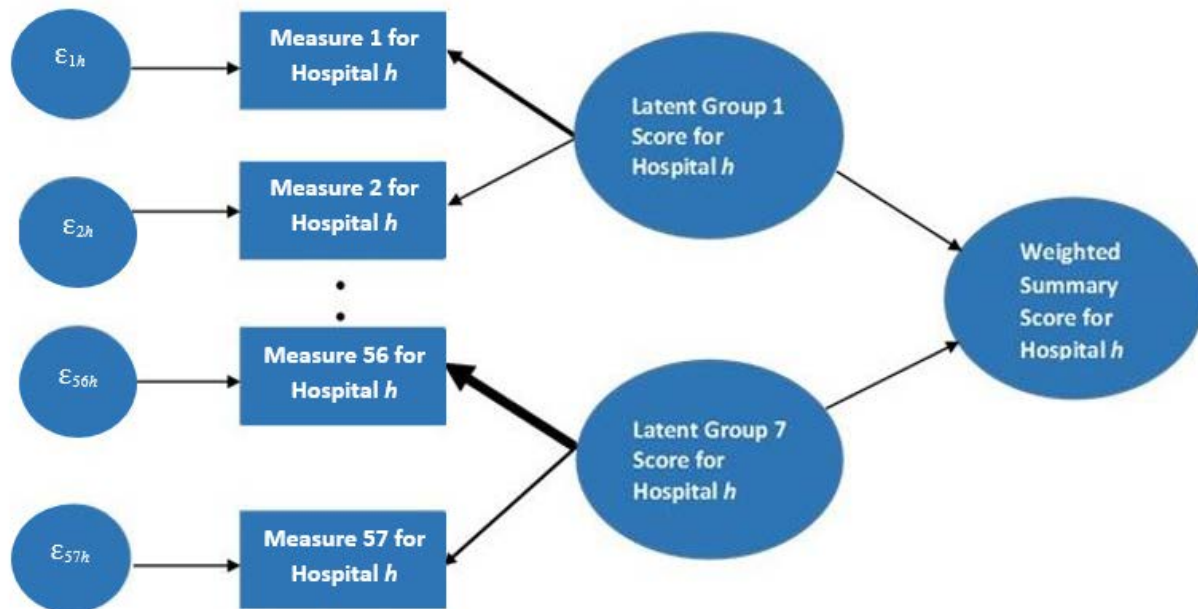 ε1h
Measure 1 for
Hospital h
Latent Group 1
Score for
Hospital h
ε2h
Measure 2 for
Hospital h
Weighted
Summary
Score for
Hospital h
ε56h
Measure 56 for
Hospital h
Latent Group 7
Score for
Hospital h
ε57h
Measure 57 for
Hospital h